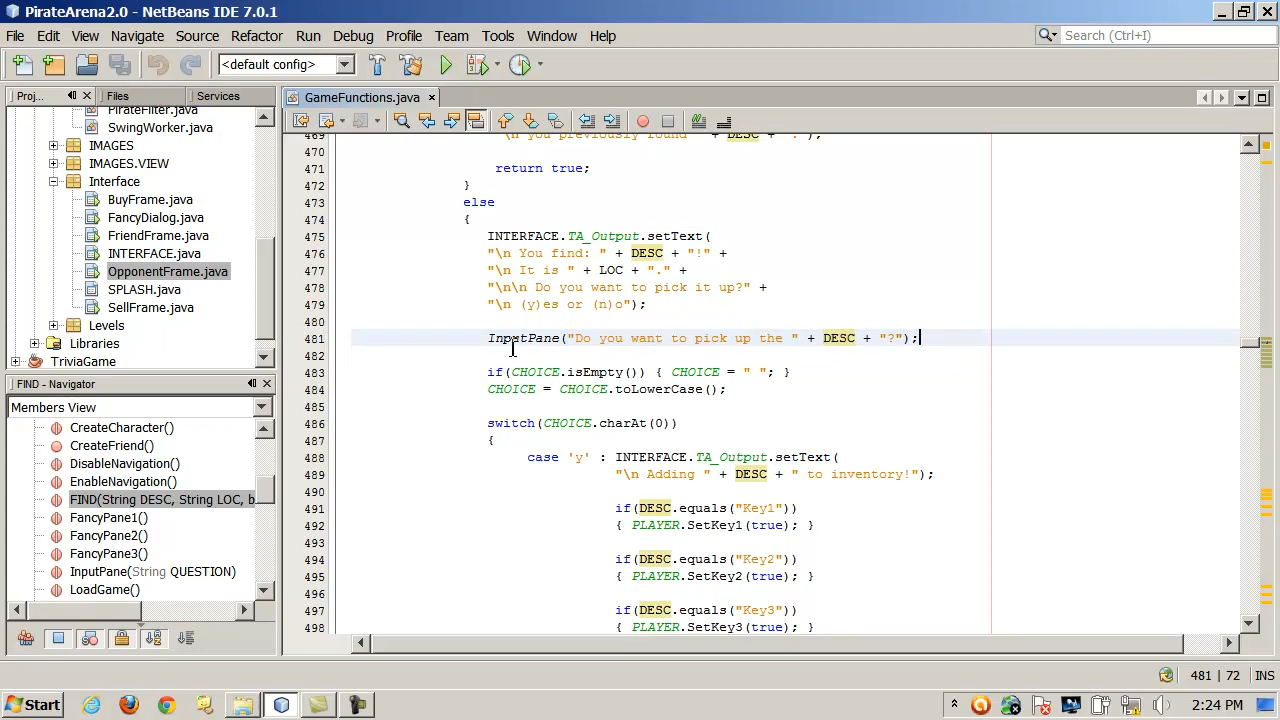 PirateArena2.0 - NetBeans IDE 7.0.1
File Edit View Navigate Source Refactor Run Debug Profile Team Tools Window Help
Search (Ctrl+I)
<default config>
Proj... Files Services
PirateFilter.java
SwingWorker.java
IMAGES
IMAGES.VIEW
Interface
BuyFrame.java
FancyDialog.java
FriendFrame.java
INTERFACE.java
OpponentFrame.java
SPLASH.java
SellFrame.java
Levels
Libraries
TriviaGame
FIND - Navigator
Members View
CreateCharacter()
CreateFriend()
DisableNavigation()
EnableNavigation()
FIND(String DESC, String LOC, b
FancyPane1()
FancyPane2()
FancyPane3()
InputPane(String QUESTION)
LoadGame()
GameFunctions.java
469 "\n you previously found " + DESC + ".");
470
471 return true;
472 }
473 else
474 {
475 INTERFACE.TA_Output.setText(
476 "\n You find: " + DESC + "!" +
477 "\n It is " + LOC + "." +
478 "\n\n Do you want to pick it up?" +
479 "\n (y)es or (n)o");
480
481 InputPane("Do you want to pick up the " + DESC + "?");
482
483 if(CHOICE.isEmpty()) { CHOICE = " "; }
484 CHOICE = CHOICE.toLowerCase();
485
486 switch(CHOICE.charAt(0))
487 {
488 case 'y' : INTERFACE.TA_Output.setText(
489 "\n Adding " + DESC + " to inventory!");
490
491 if(DESC.equals("Key1"))
492 { PLAYER.SetKey1(true); }
493
494 if(DESC.equals("Key2"))
495 { PLAYER.SetKey2(true); }
496
497 if(DESC.equals("Key3"))
498 { PLAYER.SetKey3(true); }
481 | 72 INS
Start
2:24 PM